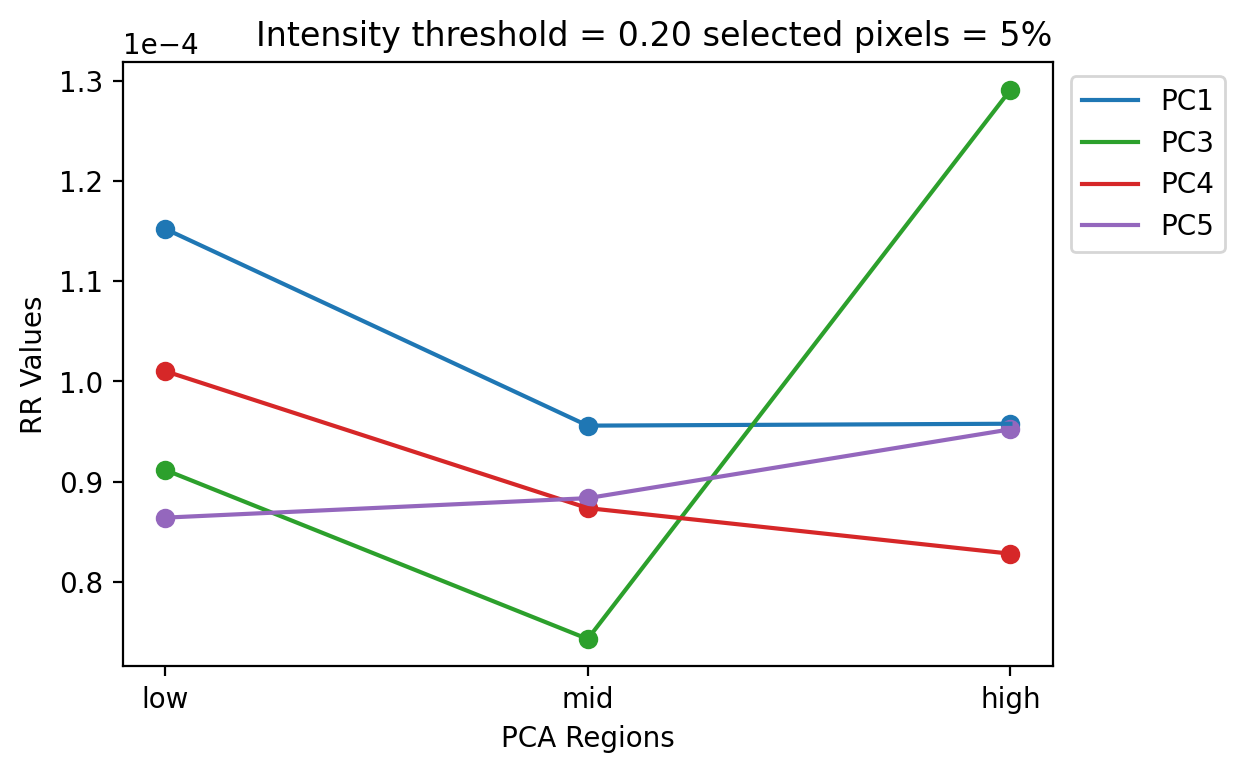 Intensity threshold = 0.20 selected pixels = 5%
1e−4
1.3
1.2
1.1
1.0
0.9
0.8
RR Values
low
mid
high
PCA Regions
PC1
PC3
PC4
PC5